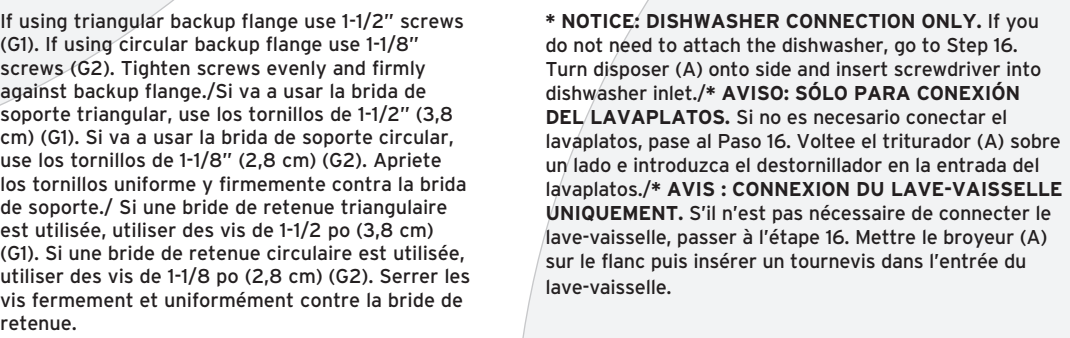 If using triangular backup flange use 1-1/2” screws
(G1). If using circular backup flange use 1-1/8”
screws (G2). Tighten screws evenly and firmly
against backup flange./Si va a usar la brida de
soporte triangular, use los tornillos de 1-1/2” (3,8
cm) (G1). Si va a usar la brida de soporte circular,
use los tornillos de 1-1/8” (2,8 cm) (G2). Apriete
los tornillos uniforme y firmemente contra la brida
de soporte./ Si une bride de retenue triangulaire
est utilisée, utiliser des vis de 1-1/2 po (3,8 cm)
(G1). Si une bride de retenue circulaire est utilisée,
utiliser des vis de 1-1/8 po (2,8 cm) (G2). Serrer les
vis fermement et uniformément contre la bride de
retenue.
* NOTICE: DISHWASHER CONNECTION ONLY. If you
do not need to attach the dishwasher, go to Step 16.
Turn disposer (A) onto side and insert screwdriver into
dishwasher inlet./* AVISO: SÓLO PARA CONEXIÓN
DEL LAVAPLATOS. Si no es necesario conectar el
lavaplatos, pase al Paso 16. Voltee el triturador (A) sobre
un lado e introduzca el destornillador en la entrada del
lavaplatos./* AVIS : CONNEXION DU LAVE-VAISSELLE
UNIQUEMENT. S’il n’est pas nécessaire de connecter le
lave-vaisselle, passer à l’étape 16. Mettre le broyeur (A)
sur le flanc puis insérer un tournevis dans l’entrée du
lave-vaisselle.